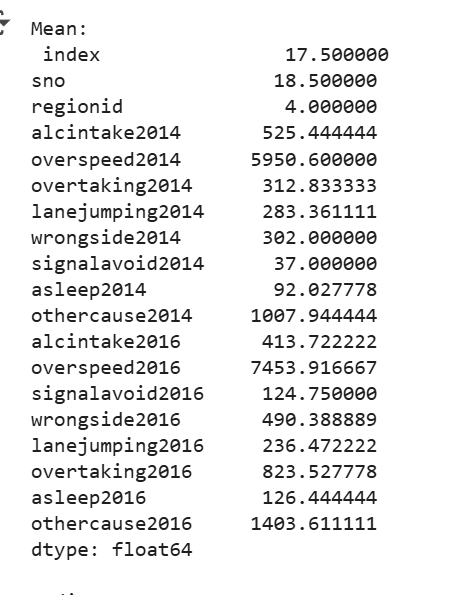 Mean:
index 17.500000
sno 18.500000
regionid 4.000000
alcintake2014 525.444444
overspeed2014 5950.600000
overtaking2014 312.833333
lanejumping2014 283.361111
wrongside2014 302.000000
signalavoid2014 37.000000
asleep2014 92.027778
othercause2014 1007.944444
alcintake2016 413.722222
overspeed2016 7453.916667
signalavoid2016 124.750000
wrongside2016 490.388889
lanejumping2016 236.472222
overtaking2016 823.527778
asleep2016 126.444444
othercause2016 1403.611111
dtype: float64